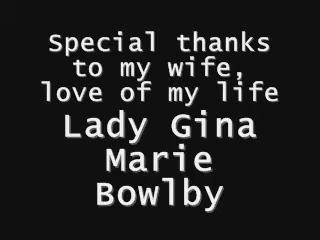 Special thanks
to my wife,
love of my life
Lady Gina
Marie
Bowlby